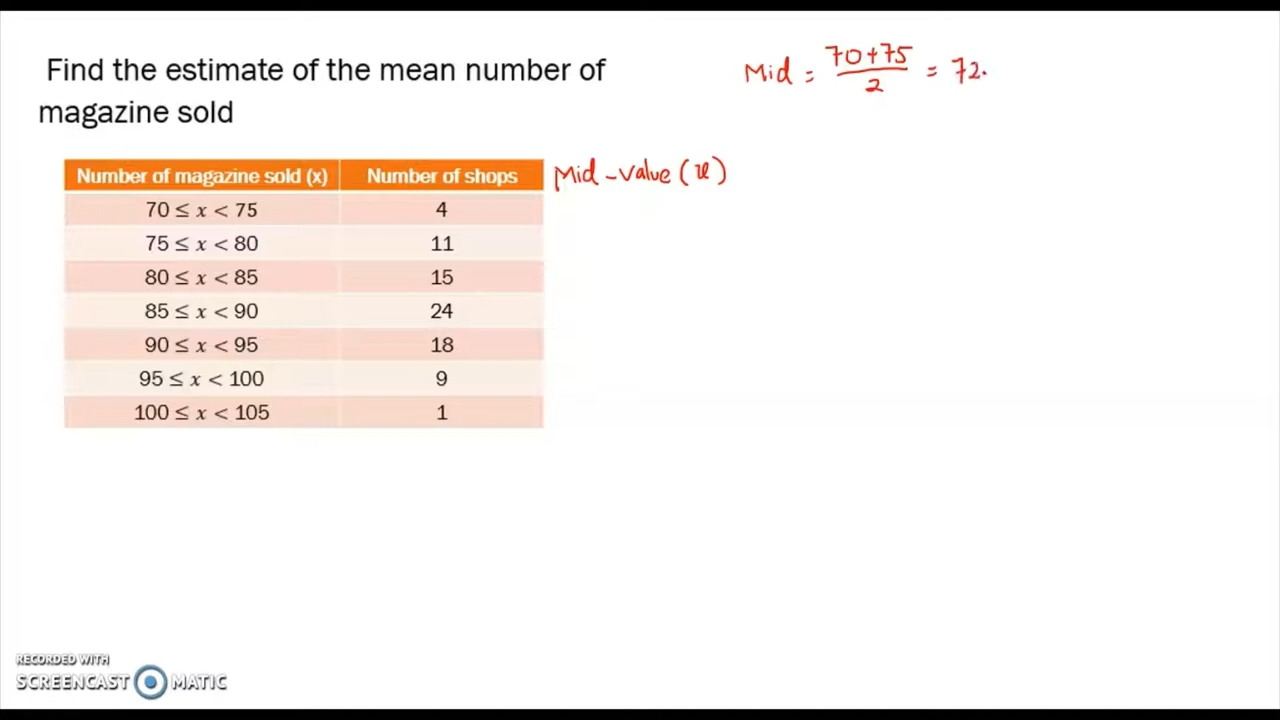 Find the estimate of the mean number of
magazine sold
Mid = 70+75 / 2 = 72.
Number of magazine sold (x) Number of shops Mid-value (x)
70 ≤ x < 75 4
75 ≤ x < 80 11
80 ≤ x < 85 15
85 ≤ x < 90 24
90 ≤ x < 95 18
95 ≤ x < 100 9
100 ≤ x < 105 1
RECORDED WITH
SCREENCAST MATIC